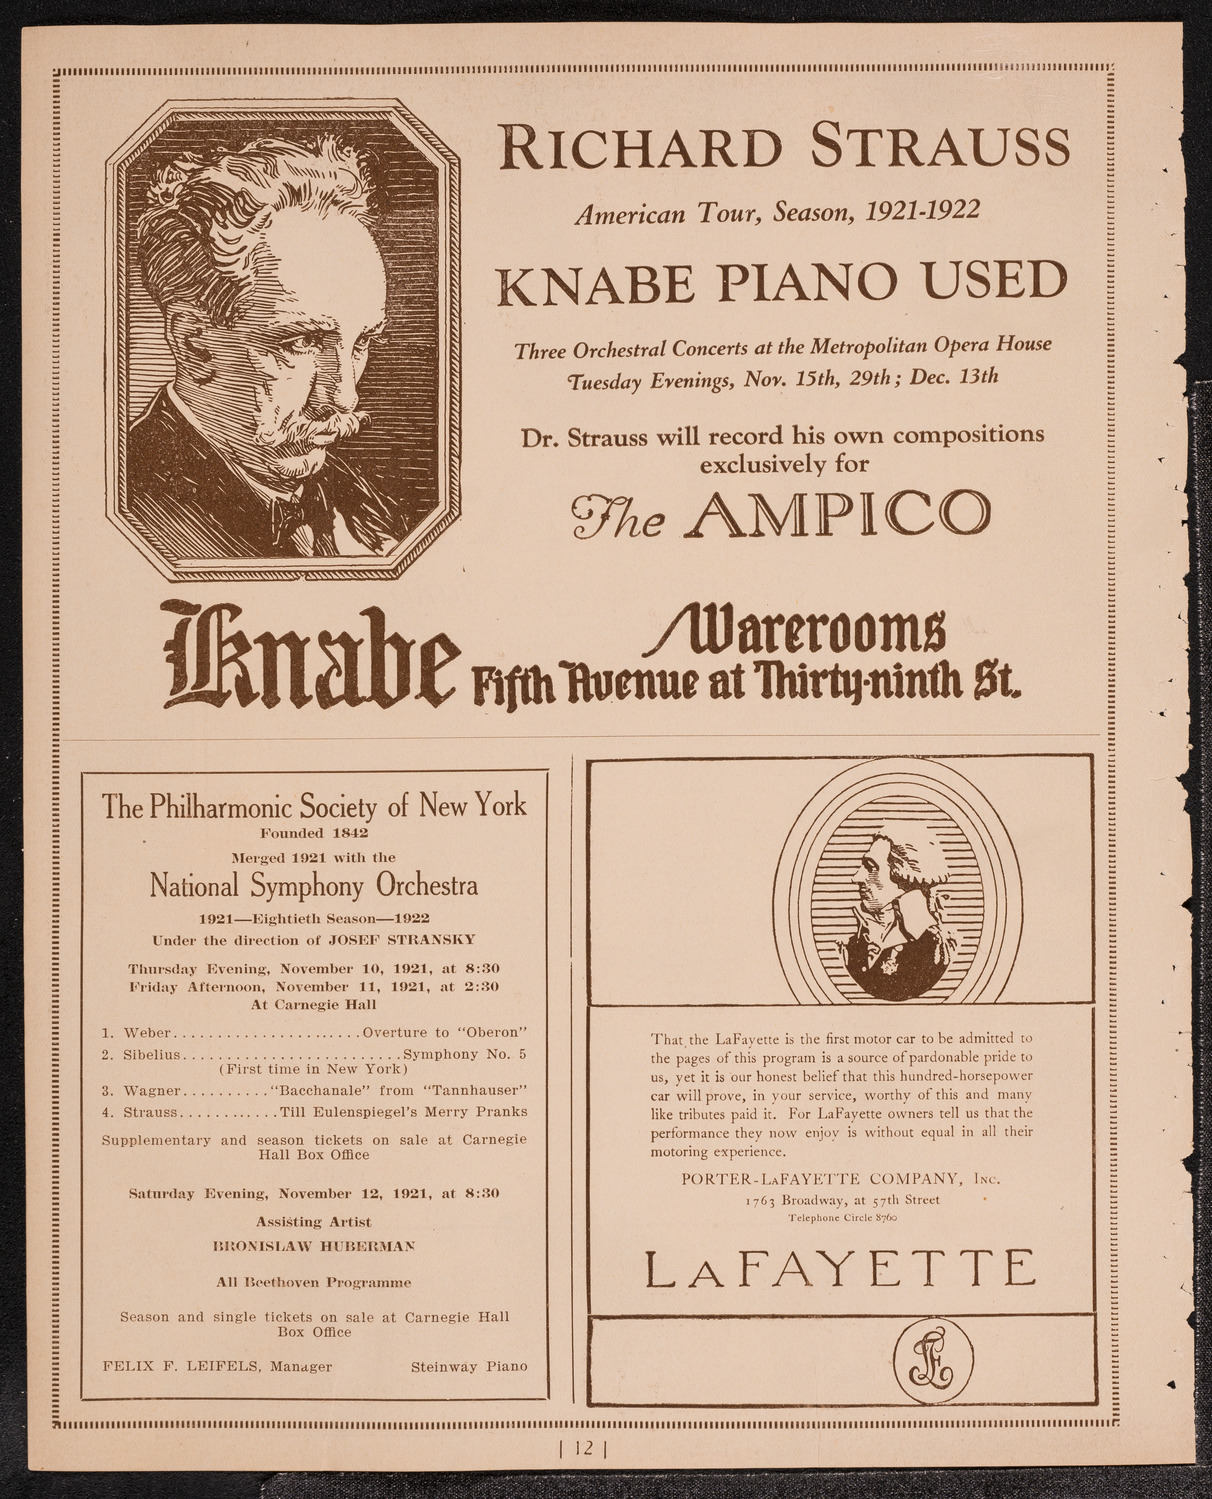 RICHARD STRAUSS
American Tour, Season, 1921-1922
KNABE PIANO USED
Three Orchestral Concerts at the Metropolitan Opera House
Tuesday Evenings, Nov. 15th, 29th; Dec. 13th
Dr. Strauss will record his own compositions
exclusively for
The AMPICO
Knabe
Warerooms
Fifth Avenue at Thirty-ninth St.
The Philharmonic Society of New York
Founded 1842
Merged 1921 with the
National Symphony Orchestra
1921—Eightieth Season—1922
Under the direction of JOSEF STRANSKY
Thursday Evening, November 10, 1921, at 8:30
Friday Afternoon, November 11, 1921, at 2:30
At Carnegie Hall
1. Weber.....................Overture to "Oberon"
2. Sibelius.........................Symphony No. 5
(First time in New York)
3. Wagner.........."Bacchanale" from "Tannhauser"
4. Strauss...........Till Eulenspiegel's Merry Pranks
Supplementary and season tickets on sale at Carnegie
Hall Box Office
Saturday Evening, November 12, 1921, at 8:30
Assisting Artist
BRONISLAW HUBERMAN
All Beethoven Programme
Season and single tickets on sale at Carnegie Hall
Box Office
FELIX F. LEIFELS, Manager Steinway Piano
That the LaFayette is the first motor car to be admitted to
the pages of this program is a source of pardonable pride to
us, yet it is our honest belief that this hundred-horsepower
car will prove, in your service, worthy of this and many
like tributes paid it. For LaFayette owners tell us that the
performance they now enjoy is without equal in all their
motoring experience.
PORTER-LAFAYETTE COMPANY, INC.
1763 Broadway, at 57th Street
Telephone Circle 8760
LAFAYETTE
| 12 |